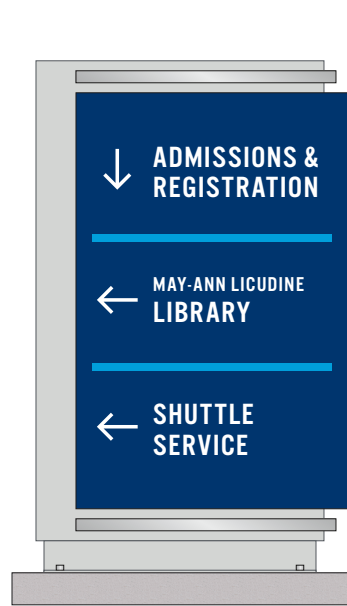 ADMISSIONS &
REGISTRATION
MAY-ANN LICUDINE
LIBRARY
SHUTTLE
SERVICE